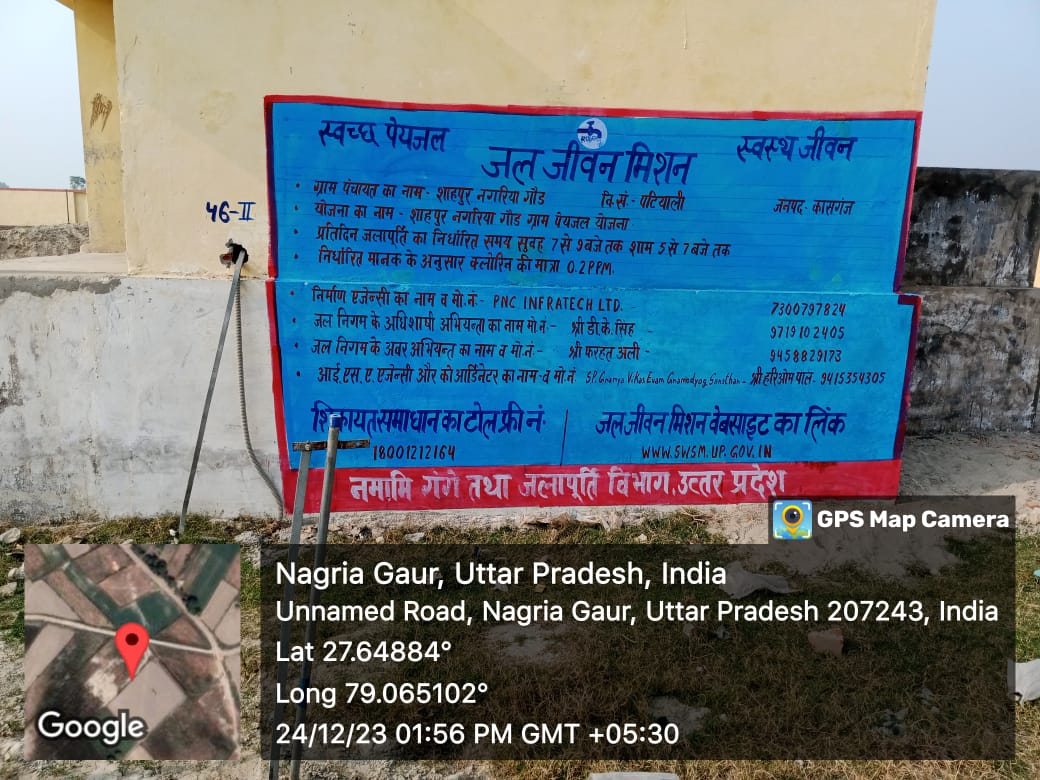 स्वच्छ पेयजल
स्वस्थ जीवन
जल जीवन मिशन
• ग्राम पंचायत का नाम - शाहपुर नगरिया गौड वि.खं.- पटियाली जनपद - कासगंज
• योजना का नाम - शाहपुर नगरिया गौड ग्राम पेयजल योजना
• प्रतिदिन जलापूर्ति का निर्धारित समय सुबह 7 से 9 बजे तक शाम 5 से 7 बजे तक
• निर्धारित मानक के अनुसार क्लोरिन की मात्रा 0.2 PPM.
46-II
• निर्माण एजेन्सी का नाम व मो.नं:- PNC INFRATECH LTD. 7300797824
• जल निगम के अधिशाषी अभियन्ता का नाम मो.नं - श्री डी.के. सिंह - 9719102405
• जल निगम के अवर अभियन्त का नाम व मो.नं - श्री फरहत अली - 9458829173
• आई.एस.ए. एजेन्सी और कोआर्डिनेटर का नाम - व मो.नं S.P. Gramya Vikas Evam Gramodyog Sansthan - श्री हरिओम पाल - 9415354305
शिकायत समाधान का टोल फ्री नं:
18001212164
जल जीवन मिशन वेबसाइट का लिंक
WWW.SWSM.UP.GOV.IN
नमामि गंगे तथा जलापूर्ति विभाग, उत्तर प्रदेश
GPS Map Camera
Nagria Gaur, Uttar Pradesh, India
Unnamed Road, Nagria Gaur, Uttar Pradesh 207243, India
Lat 27.64884°
Long 79.065102°
24/12/23 01:56 PM GMT +05:30
Google